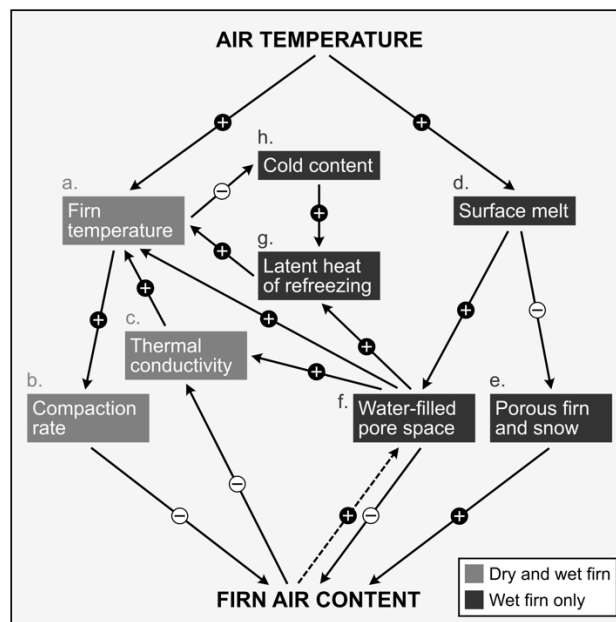 AIR TEMPERATURE
+
+
h.
Cold content
a.
−
d.
Firn
temperature
Surface melt
+
g.
+
Latent heat
of refreezing
+
+
+
−
c.
+
Thermal
conductivity
+
+
b.
f.
e.
Compaction
rate
Water-filled
pore space
Porous firn
and snow
−
−
+
−
+
FIRN AIR CONTENT
Dry and wet firn
Wet firn only